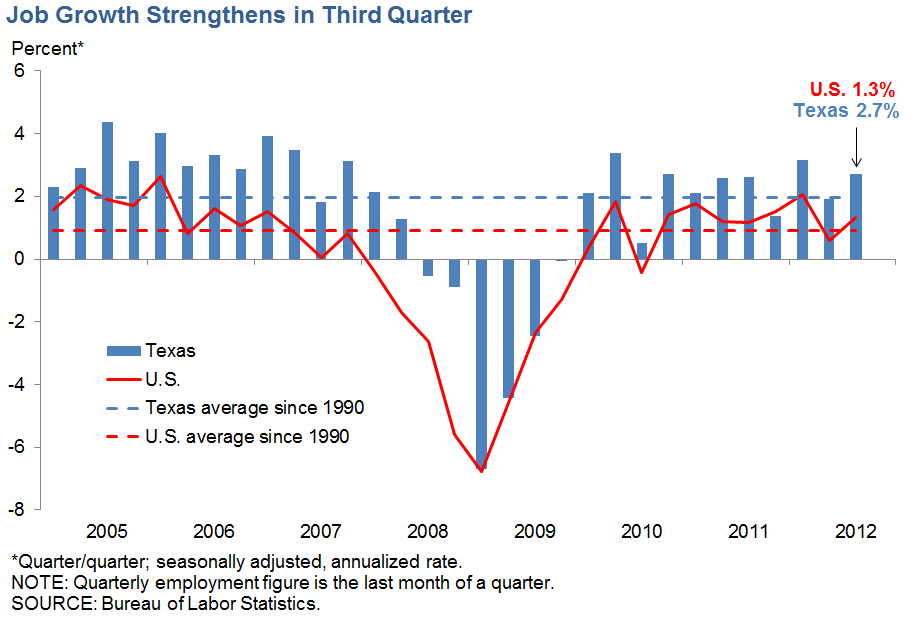 Job Growth Strengthens in Third Quarter
Percent*
6
4
2
0
-2
-4
-6
-8
U.S. 1.3%
Texas 2.7%
Texas
U.S.
Texas average since 1990
U.S. average since 1990
2005 2006 2007 2008 2009 2010 2011 2012
*Quarter/quarter; seasonally adjusted, annualized rate.
NOTE: Quarterly employment figure is the last month of a quarter.
SOURCE: Bureau of Labor Statistics.